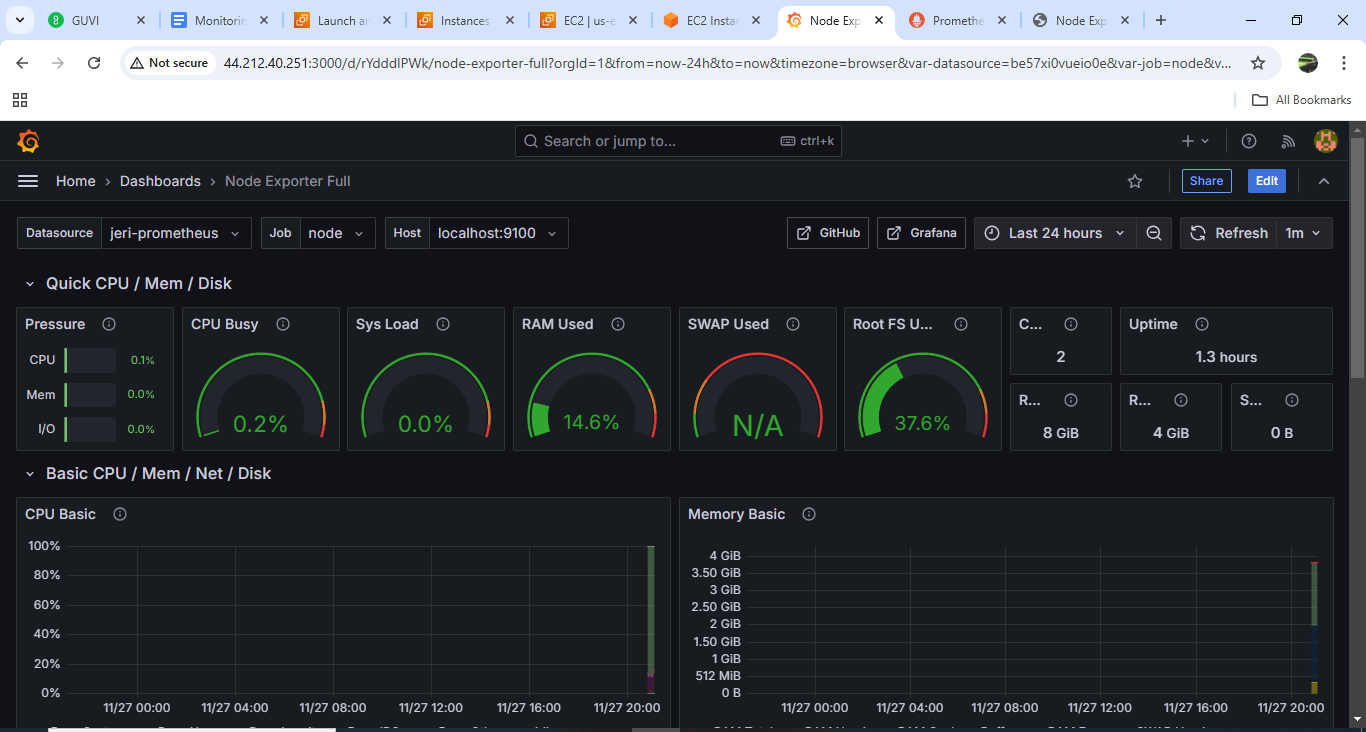 GUVI
Monitorin
Launch an
Instances
EC2 | us-e
EC2 Instan
Node Exp
Promethe
Node Exp
Not secure
44.212.40.251:3000/d/rYdddlPWk/node-exporter-full?orgId=1&from=now-24h&to=now&timezone=browser&var-datasource=be57xi0vueio0e&var-job=node&v...
All Bookmarks
Search or jump to...
ctrl+k
Home › Dashboards › Node Exporter Full
Share
Edit
Datasource jeri-prometheus
Job node
Host localhost:9100
GitHub
Grafana
Last 24 hours
Refresh 1m
Quick CPU / Mem / Disk
Pressure
CPU 0.1%
Mem 0.0%
I/O 0.0%
CPU Busy
0.2%
Sys Load
0.0%
RAM Used
14.6%
SWAP Used
N/A
Root FS U...
37.6%
C...
2
Uptime
1.3 hours
R...
8 GiB
R...
4 GiB
S...
0 B
Basic CPU / Mem / Net / Disk
CPU Basic
100%
80%
60%
40%
20%
0%
11/27 00:00 11/27 04:00 11/27 08:00 11/27 12:00 11/27 16:00 11/27 20:00
Memory Basic
4 GiB
3.50 GiB
3 GiB
2.50 GiB
2 GiB
1.50 GiB
1 GiB
512 MiB
0 B
11/27 00:00 11/27 04:00 11/27 08:00 11/27 12:00 11/27 16:00 11/27 20:00